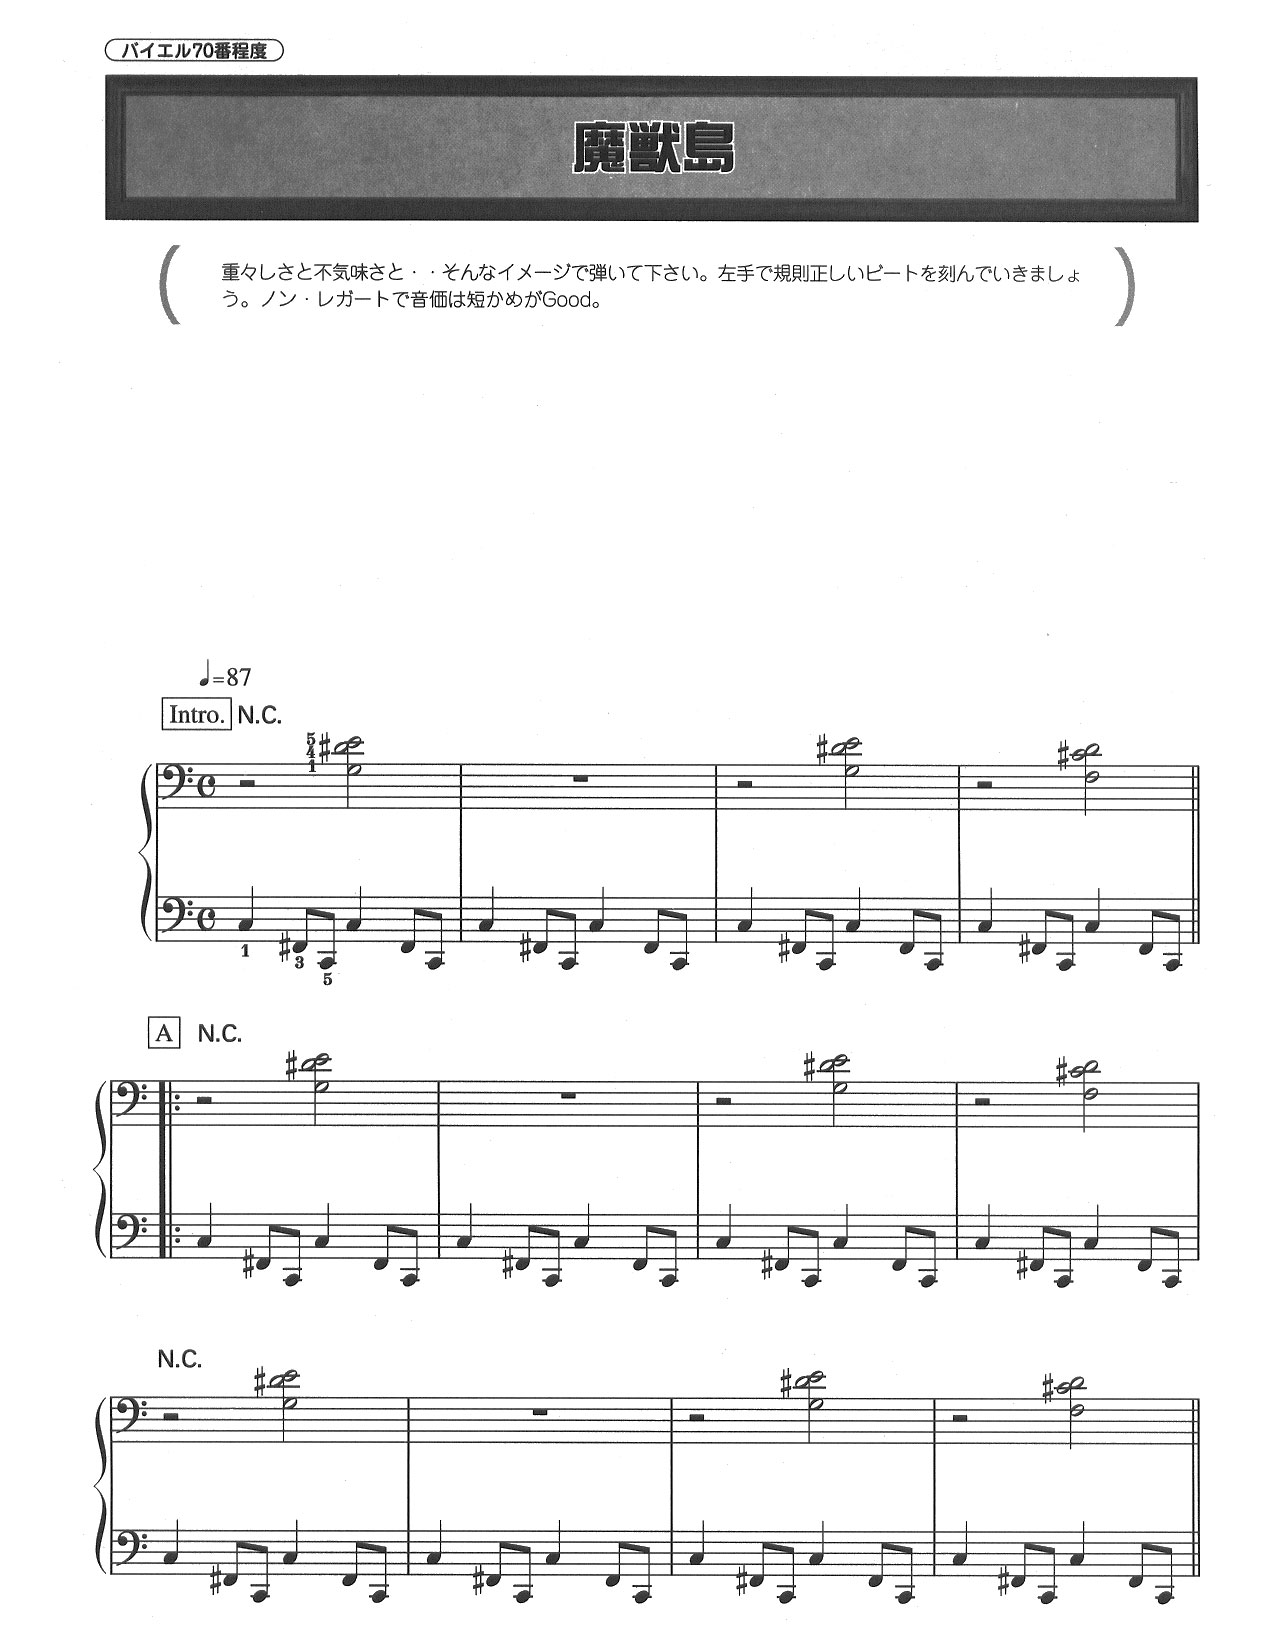 バイエル70番程度
魔獣島
重々しさと不気味さと・・そんなイメージで弾いて下さい。左手で規則正しいビートを刻んでいきましょ
う。ノン・レガートで音価は短かめがGood。
♩=87
Intro. N.C.
5
4
1
1
3
5
A N.C.
N.C.